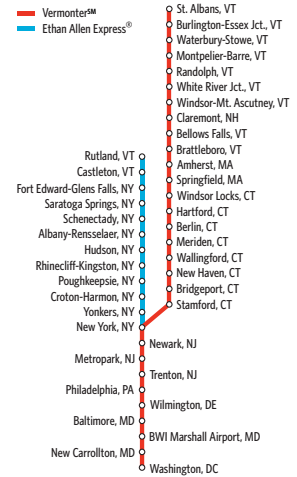 Vermonter℠
Ethan Allen Express®
St. Albans, VT
Burlington-Essex Jct., VT
Waterbury-Stowe, VT
Montpelier-Barre, VT
Randolph, VT
White River Jct., VT
Windsor-Mt. Ascutney, VT
Claremont, NH
Bellows Falls, VT
Brattleboro, VT
Amherst, MA
Springfield, MA
Windsor Locks, CT
Hartford, CT
Berlin, CT
Meriden, CT
Wallingford, CT
New Haven, CT
Bridgeport, CT
Stamford, CT
Rutland, VT
Castleton, VT
Fort Edward-Glens Falls, NY
Saratoga Springs, NY
Schenectady, NY
Albany-Rensselaer, NY
Hudson, NY
Rhinecliff-Kingston, NY
Poughkeepsie, NY
Croton-Harmon, NY
Yonkers, NY
New York, NY
Newark, NJ
Metropark, NJ
Trenton, NJ
Philadelphia, PA
Wilmington, DE
Baltimore, MD
BWI Marshall Airport, MD
New Carrollton, MD
Washington, DC